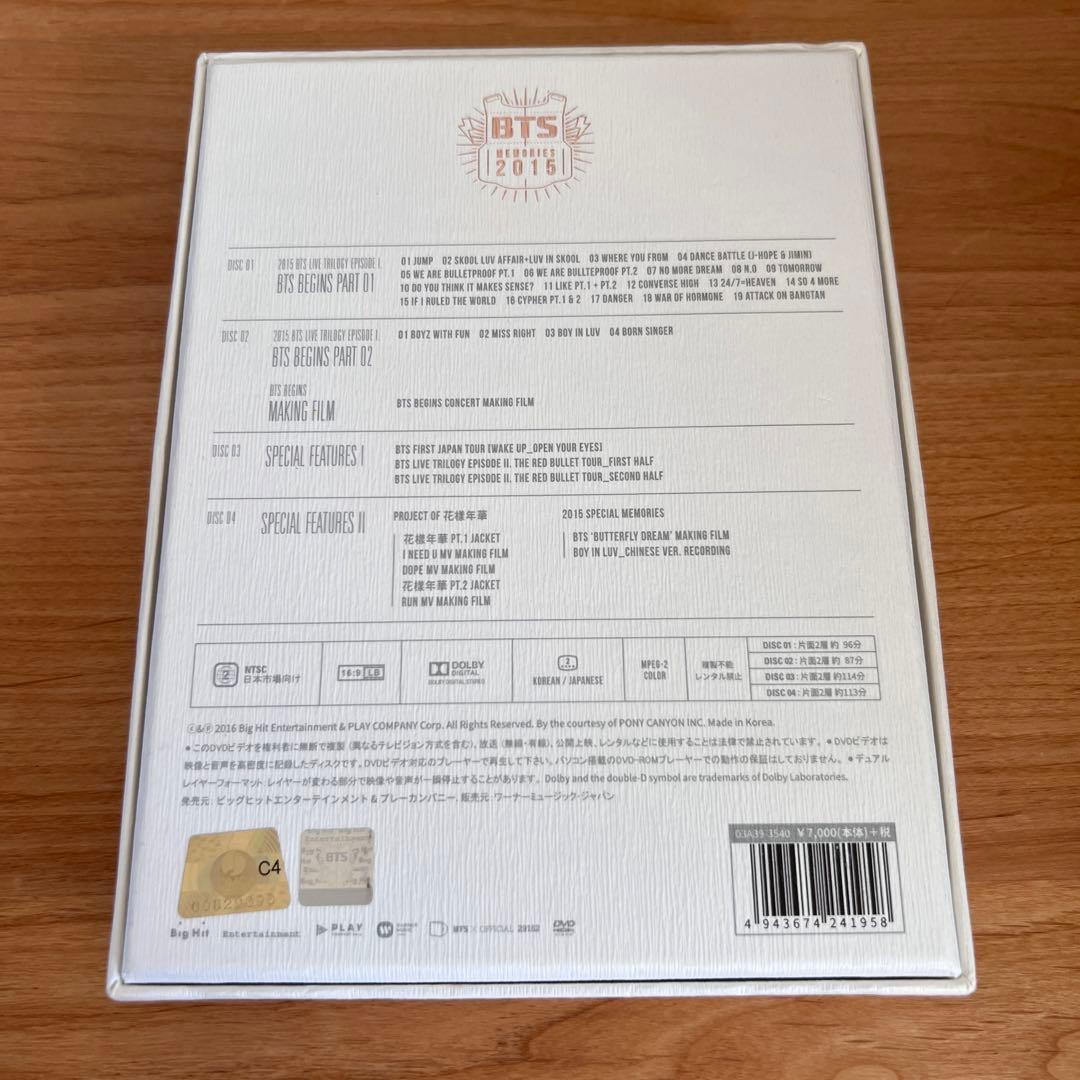 BTS
MEMORIES
2015
DISC 01
2015 BTS LIVE TRILOGY EPISODE I.
BTS BEGINS PART 01
01 JUMP 02 SKOOL LUV AFFAIR+LUV IN SKOOL 03 WHERE YOU FROM 04 DANCE BATTLE (J-HOPE & JIMIN)
05 WE ARE BULLETPROOF PT.1 06 WE ARE BULLTEPROOF PT.2 07 NO MORE DREAM 08 N.O 09 TOMORROW
10 DO YOU THINK IT MAKES SENSE? 11 LIKE PT.1 + PT.2 12 CONVERSE HIGH 13 24/7=HEAVEN 14 SO 4 MORE
15 IF I RULED THE WORLD 16 CYPHER PT.1 & 2 17 DANGER 18 WAR OF HORMONE 19 ATTACK ON BANGTAN
DISC 02
2015 BTS LIVE TRILOGY EPISODE I.
BTS BEGINS PART 02
01 BOYZ WITH FUN 02 MISS RIGHT 03 BOY IN LUV 04 BORN SINGER
BTS BEGINS
MAKING FILM
BTS BEGINS CONCERT MAKING FILM
DISC 03
SPECIAL FEATURES I
BTS FIRST JAPAN TOUR [WAKE UP_OPEN YOUR EYES]
BTS LIVE TRILOGY EPISODE II. THE RED BULLET TOUR_FIRST HALF
BTS LIVE TRILOGY EPISODE II. THE RED BULLET TOUR_SECOND HALF
DISC 04
SPECIAL FEATURES II
PROJECT OF 花樣年華
花樣年華 PT.1 JACKET
I NEED U MV MAKING FILM
DOPE MV MAKING FILM
花樣年華 PT.2 JACKET
RUN MV MAKING FILM
2015 SPECIAL MEMORIES
BTS 'BUTTERFLY DREAM' MAKING FILM
BOY IN LUV_CHINESE VER. RECORDING
2
NTSC
日本市場向け
16:9 LB
DOLBY
DIGITAL
DOLBY DIGITAL STEREO
2
KOREAN / JAPANESE
MPEG-2
COLOR
複製不能
レンタル禁止
DISC 01 : 片面2層 約 96分
DISC 02 : 片面2層 約 87分
DISC 03 : 片面2層 約114分
DISC 04 : 片面2層 約113分
ⓒ&ⓟ 2016 Big Hit Entertainment & PLAY COMPANY Corp. All Rights Reserved. By the courtesy of PONY CANYON INC. Made in Korea.
●このDVDビデオを権利者に無断で複製 (異なるテレビジョン方式を含む)、放送 (無線・有線)、公開上映、レンタルなどに使用することは法律で禁止されています。 ●DVDビデオは
映像と音声を高密度に記録したディスクです。DVDビデオ対応のプレーヤーで再生して下さい。パソコン搭載のDVD-ROMプレーヤーでの動作の保証はしておりません。 ●デュアル
レイヤーフォーマット レイヤーが変わる部分で映像や音声が一瞬停止することがあります。 Dolby and the double-D symbol are trademarks of Dolby Laboratories.
発売元: ビッグヒットエンターテインメント & プレーカンパニー, 販売元: ワーナーミュージック・ジャパン
C4
Big Hit
Entertainment
BTS
03A39-3540 ￥7,000(本体)+税
4 943674 241958
Big Hit Entertainment
PLAY
BTS × OFFICIAL
DVD